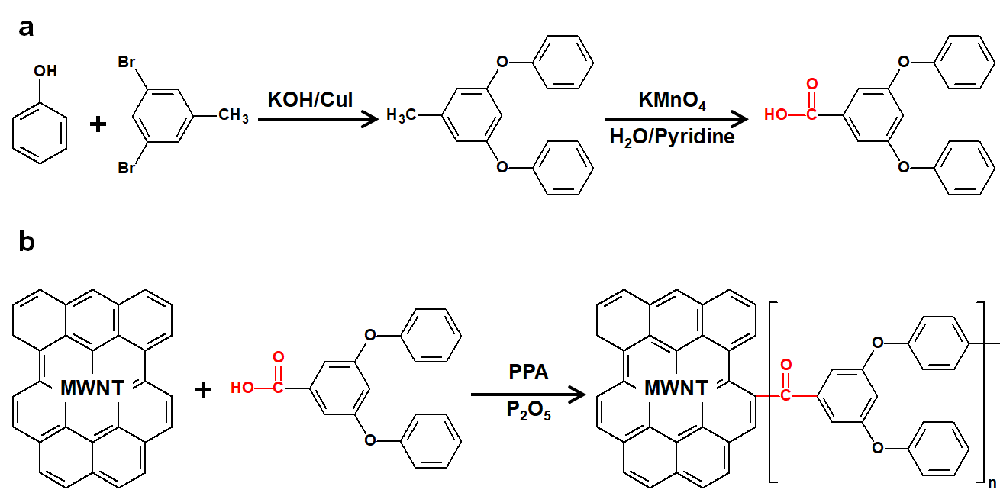 a
OH
Br
Br
CH₃
+
KOH/CuI
H₃C
O
O
KMnO₄
H₂O/Pyridine
O
HO
C
O
O
b
MWNT
+
O
HO
C
O
O
PPA
P₂O₅
MWNT
O
C
O
O
n